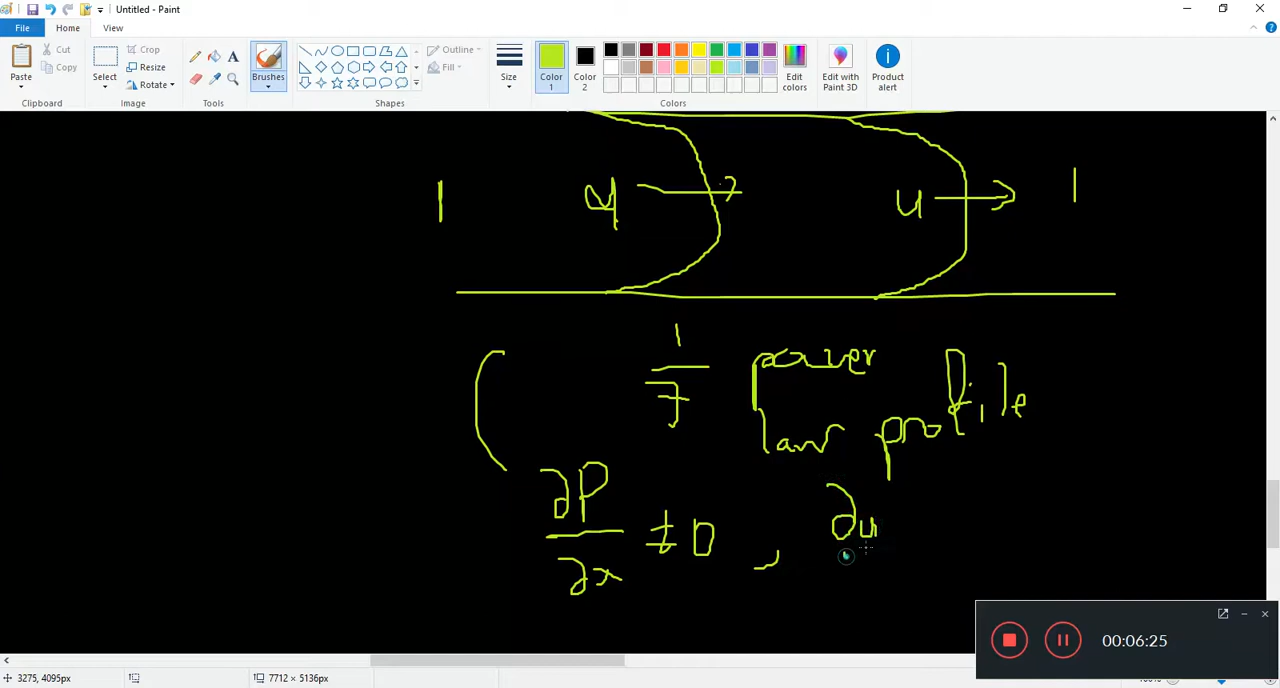 Untitled - Paint
File Home View
Paste Cut Copy Select Crop Resize Rotate Brushes Outline Fill Size Color 1 Color 2 Edit colors Edit with Paint 3D Product alert
Clipboard Image Tools Shapes Colors
u u
1/7 power
law profile
∂P/∂x ≠ 0 , ∂u
00:06:25
3275, 4095px 7712 × 5136px